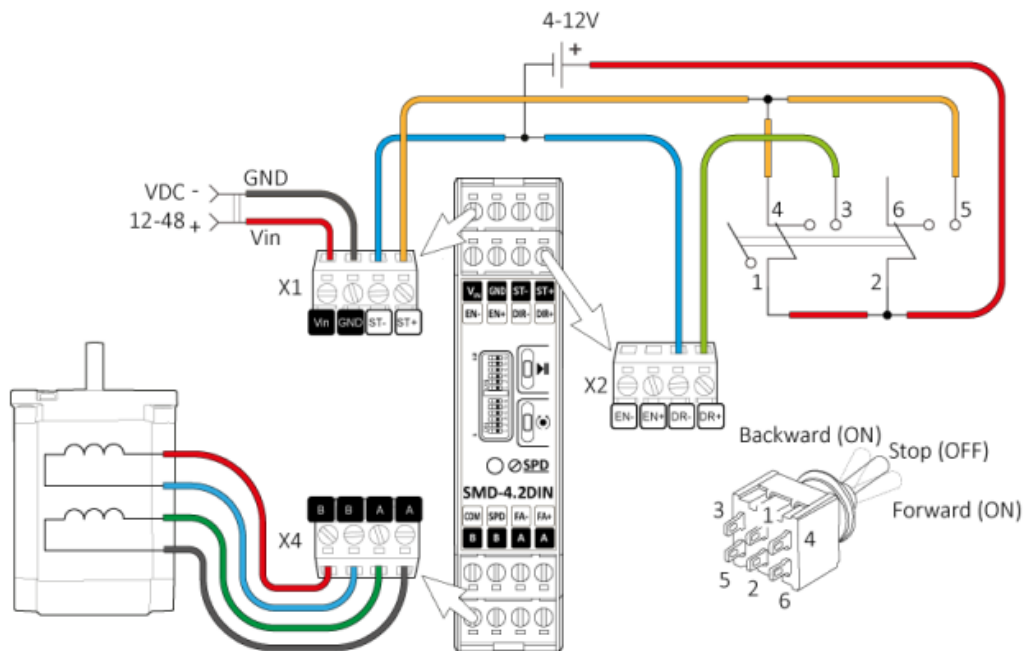 4-12V
+
VDC -
GND
12-48 +
Vin
X1
Vin GND ST- ST+
4 3 6 5
1 2
VIN GND ST- ST+
EN- EN+ DIR- DIR+
X2
EN- EN+ DR- DR+
SPD
SMD-4.2DIN
COM SPD FA- FA+
B B A A
X4
B B A A
Backward (ON)
Stop (OFF)
Forward (ON)
3 1 4
5 2 6